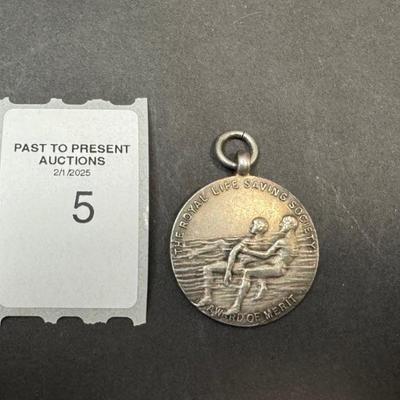 PAST TO PRESENT
AUCTIONS
2/1/2025
5
THE ROYAL LIFE SAVING SOCIETY
AWARD OF MERIT